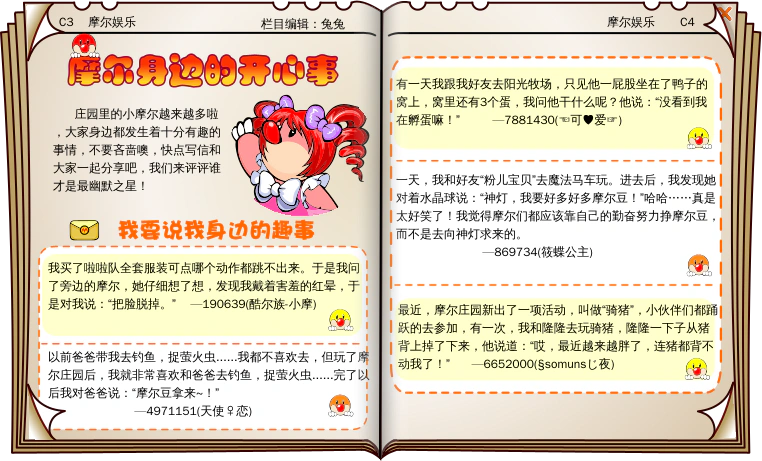 C3 摩尔娱乐
栏目编辑：兔兔
摩尔身边的开心事
庄园里的小摩尔越来越多啦
，大家身边都发生着十分有趣的
事情，不要吝啬噢，快点写信和
大家一起分享吧，我们来评评谁
才是最幽默之星！
我要说我身边的趣事
我买了啦啦队全套服装可点哪个动作都跳不出来。于是我问
了旁边的摩尔，她仔细想了想，发现我戴着害羞的红晕，于
是对我说：“把脸脱掉。” —190639(酷尔族-小摩)
以前爸爸带我去钓鱼，捉萤火虫......我都不喜欢去，但玩了摩
尔庄园后，我就非常喜欢和爸爸去钓鱼，捉萤火虫......完了以
后我对爸爸说：“摩尔豆拿来~！”
—4971151(天使♀恋)
摩尔娱乐 C4
有一天我跟我好友去阳光牧场，只见他一屁股坐在了鸭子的
窝上，窝里还有3个蛋，我问他干什么呢？他说：“没看到我
在孵蛋嘛！” —7881430(☜可♥爱☞)
一天，我和好友“粉儿宝贝”去魔法马车玩。进去后，我发现她
对着水晶球说：“神灯，我要好多好多摩尔豆！”哈哈……真是
太好笑了！我觉得摩尔们都应该靠自己的勤奋努力挣摩尔豆，
而不是去向神灯求来的。
—869734(筱蝶公主)
最近，摩尔庄园新出了一项活动，叫做“骑猪”，小伙伴们都踊
跃的去参加，有一次，我和隆隆去玩骑猪，隆隆一下子从猪
背上掉了下来，他说道：“哎，最近越来越胖了，连猪都背不
动我了！” —6652000(§somunsじ夜)